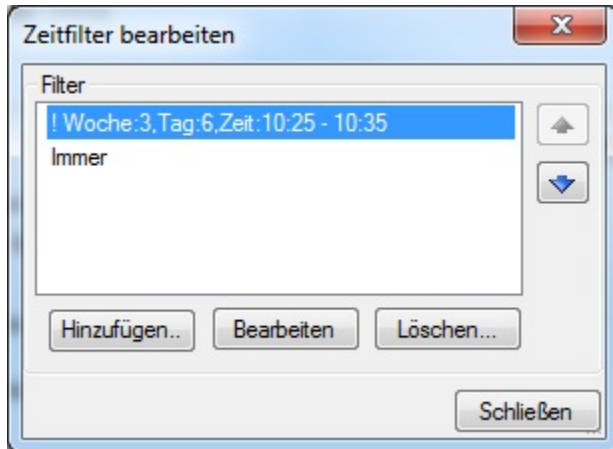 Zeitfilter bearbeiten
Filter
! Woche:3,Tag:6,Zeit:10:25 - 10:35
Immer
Hinzufügen..
Bearbeiten
Löschen...
Schließen